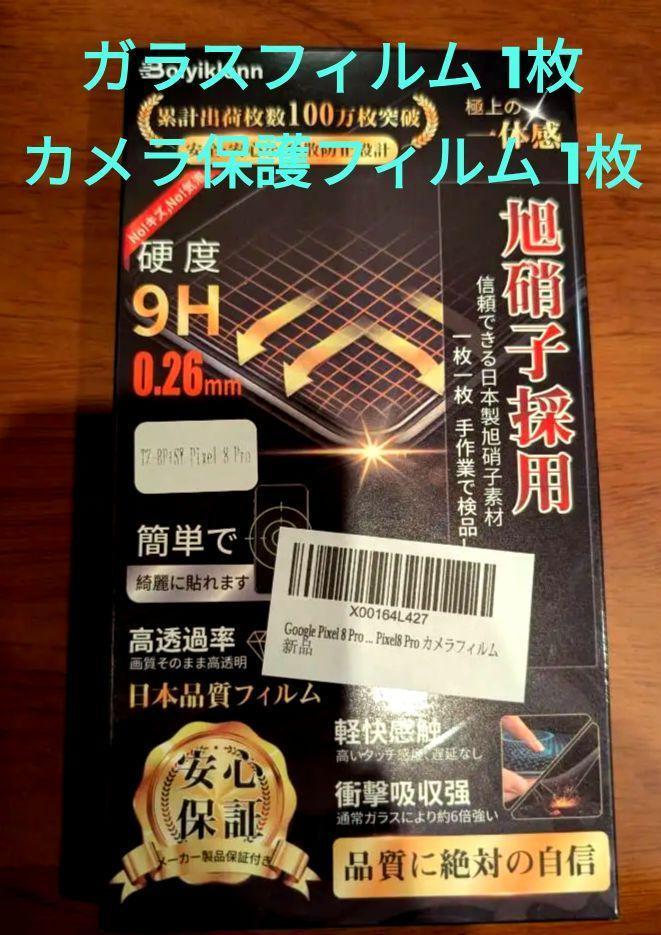 ガラスフィルム 1枚
カメラ保護フィルム 1枚
累計出荷枚数100万枚突破
極上の
一体感
No!キズ,No!気泡
硬度
9H
0.26mm
旭硝子採用
信頼できる日本製旭硝子素材
一枚一枚 手作業で検品
Pixel 8 Pro
簡単で
綺麗に貼れます
X00164L427
Google Pixel 8 Pro ... Pixel8 Pro カメラフィルム
新品
高透過率
画質そのまま高透明
日本品質フィルム
軽快感触
高いタッチ感度、遅延なし
衝撃吸収强
通常ガラスにより約6倍強い
安心
保証
メーカー製品保証付き
品質に絶対の自信